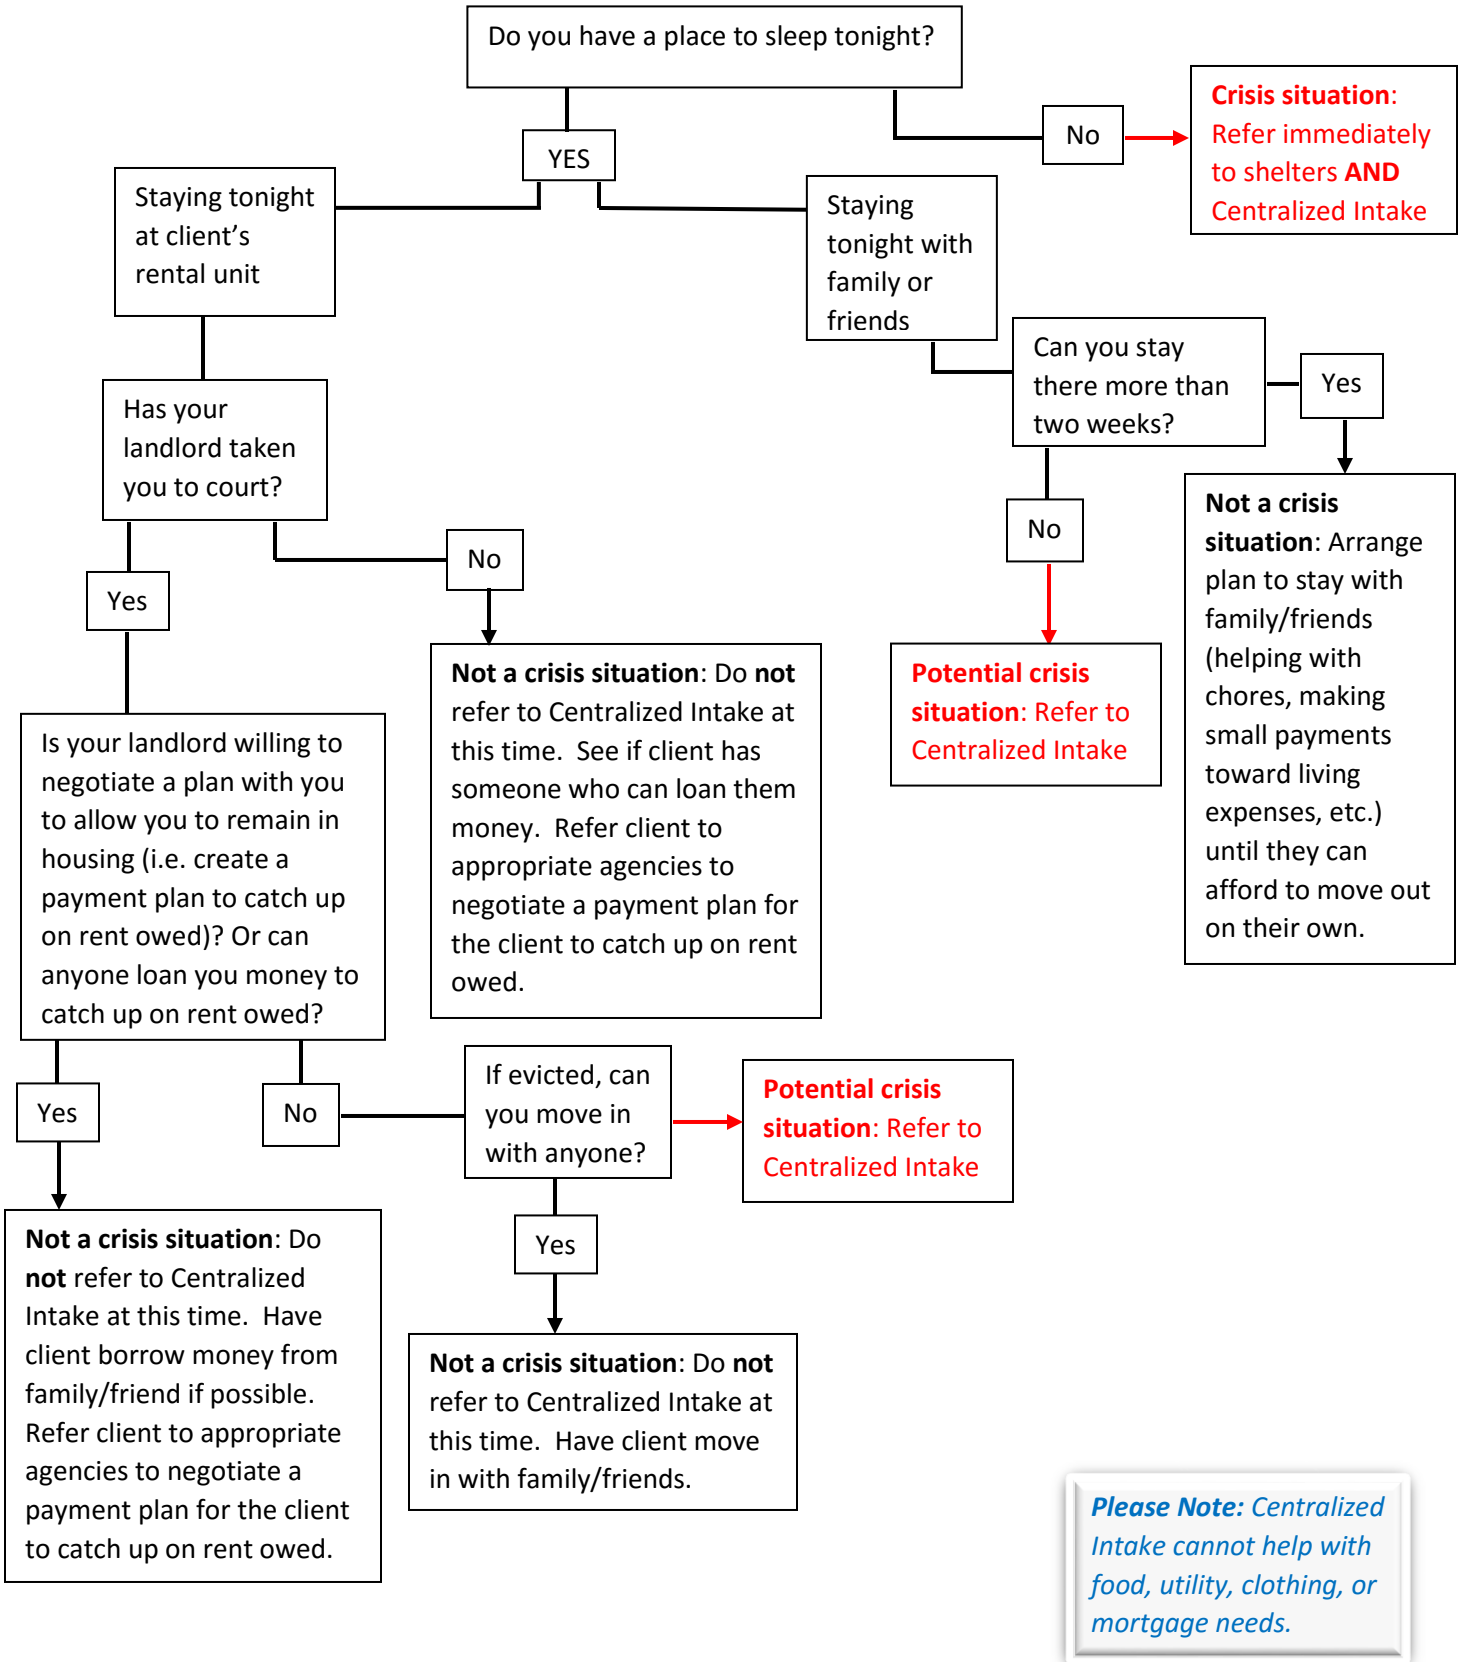 Do you have a place to sleep tonight?
No
Crisis situation:
Refer immediately
to shelters AND
Centralized Intake
YES
Staying tonight
at client’s
rental unit
Staying
tonight with
family or
friends
Can you stay
there more than
two weeks?
Yes
No
Not a crisis
situation: Arrange
plan to stay with
family/friends
(helping with
chores, making
small payments
toward living
expenses, etc.)
until they can
afford to move out
on their own.
Potential crisis
situation: Refer to
Centralized Intake
Has your
landlord taken
you to court?
No
Yes
Not a crisis situation: Do not
refer to Centralized Intake at
this time.  See if client has
someone who can loan them
money.  Refer client to
appropriate agencies to
negotiate a payment plan for
the client to catch up on rent
owed.
Is your landlord willing to
negotiate a plan with you
to allow you to remain in
housing (i.e. create a
payment plan to catch up
on rent owed)? Or can
anyone loan you money to
catch up on rent owed?
Yes
No
If evicted, can
you move in
with anyone?
Potential crisis
situation: Refer to
Centralized Intake
Yes
Not a crisis situation: Do
not refer to Centralized
Intake at this time.  Have
client borrow money from
family/friend if possible.
Refer client to appropriate
agencies to negotiate a
payment plan for the client
to catch up on rent owed.
Not a crisis situation: Do not
refer to Centralized Intake at
this time.  Have client move
in with family/friends.
Please Note: Centralized
Intake cannot help with
food, utility, clothing, or
mortgage needs.